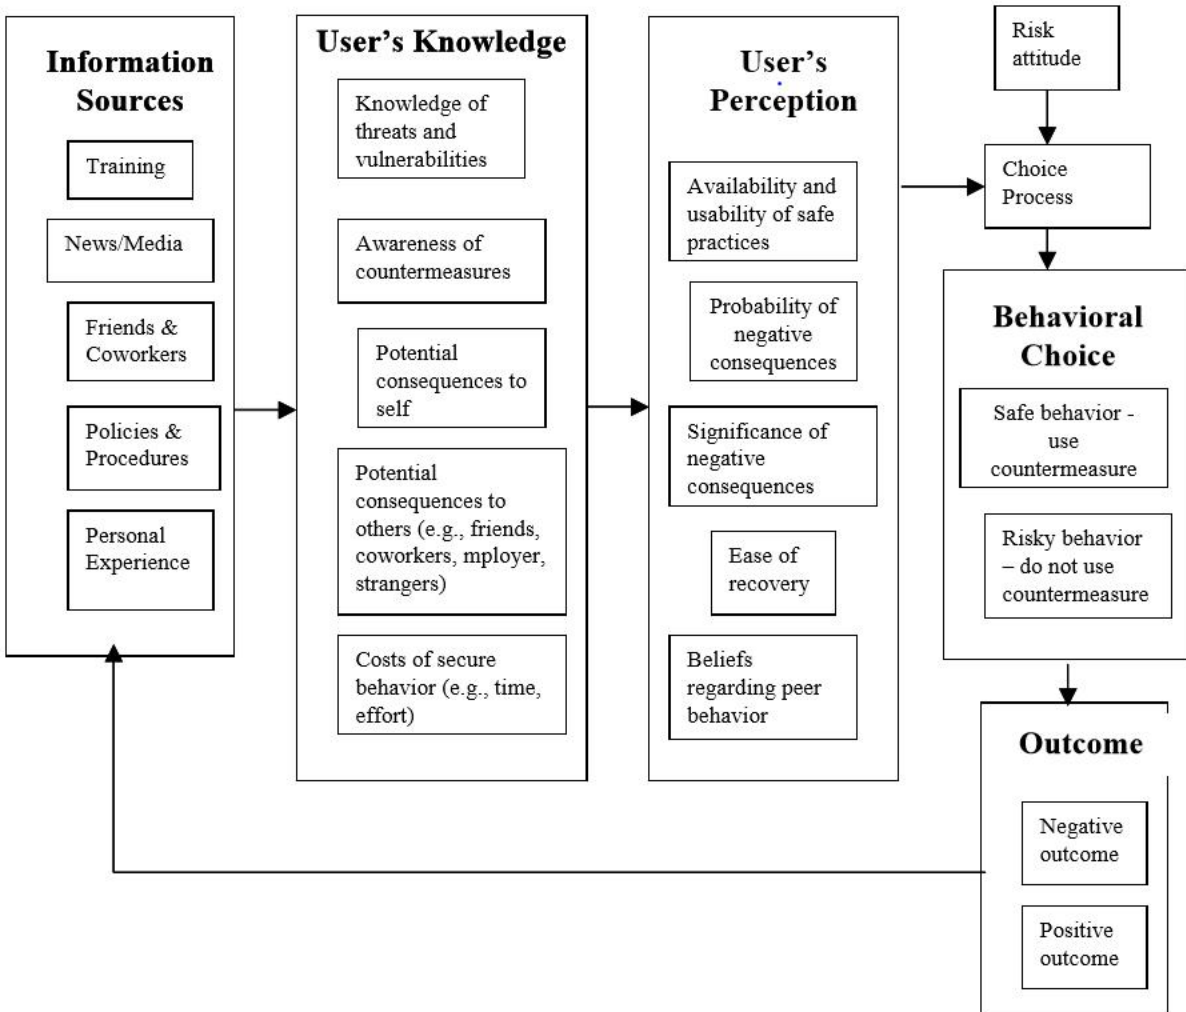 Information
Sources
Training
News/Media
Friends &
Coworkers
Policies &
Procedures
Personal
Experience
User's Knowledge
Knowledge of
threats and
vulnerabilities
Awareness of
countermeasures
Potential
consequences to
self
Potential
consequences to
others (e.g., friends,
coworkers, mployer,
strangers)
Costs of secure
behavior (e.g., time,
effort)
User's
Perception
Availability and
usability of safe
practices
Probability of
negative
consequences
Significance of
negative
consequences
Ease of
recovery
Beliefs
regarding peer
behavior
Risk
attitude
Choice
Process
Behavioral
Choice
Safe behavior -
use
countermeasure
Risky behavior
– do not use
countermeasure
Outcome
Negative
outcome
Positive
outcome